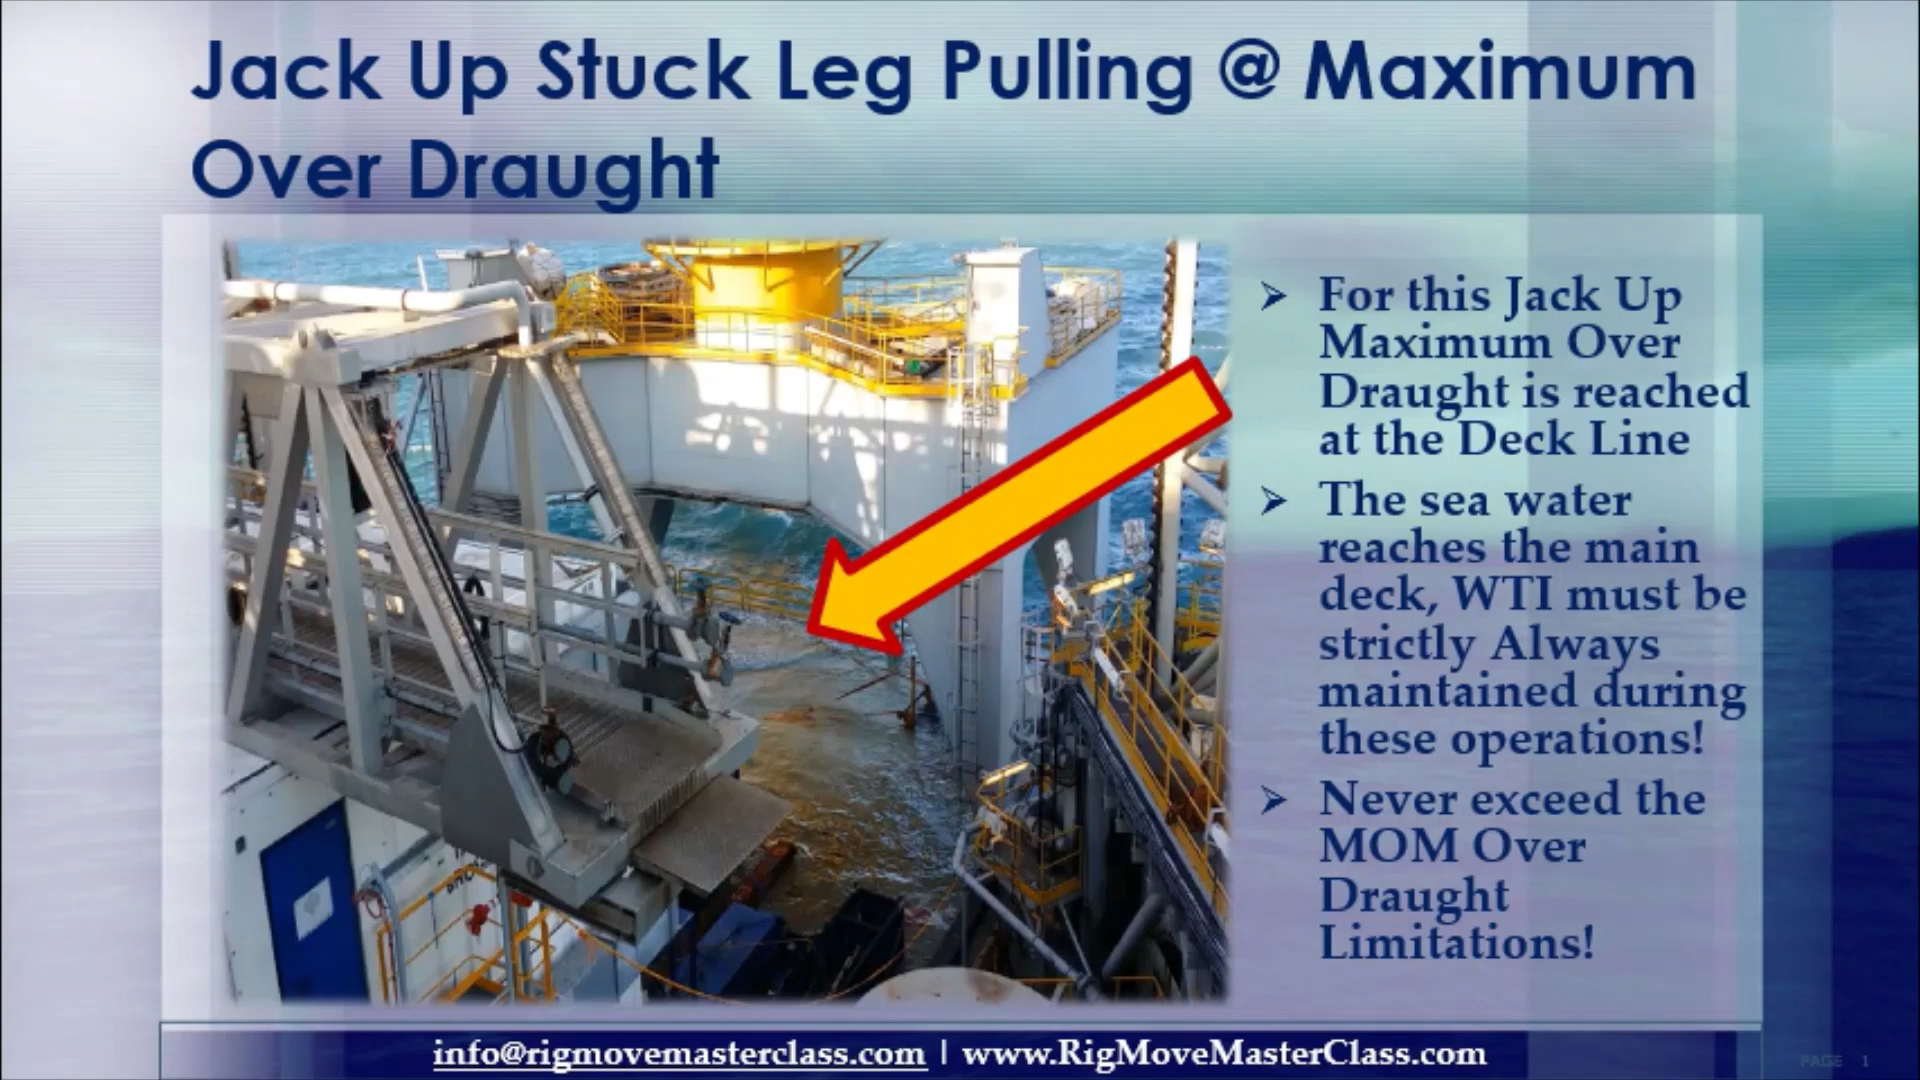 Jack Up Stuck Leg Pulling @ Maximum
Over Draught
➢ For this Jack Up
Maximum Over
Draught is reached
at the Deck Line
➢ The sea water
reaches the main
deck, WTI must be
strictly Always
maintained during
these operations!
➢ Never exceed the
MOM Over
Draught
Limitations!
info@rigmovemasterclass.com | www.RigMoveMasterClass.com
PAGE 1